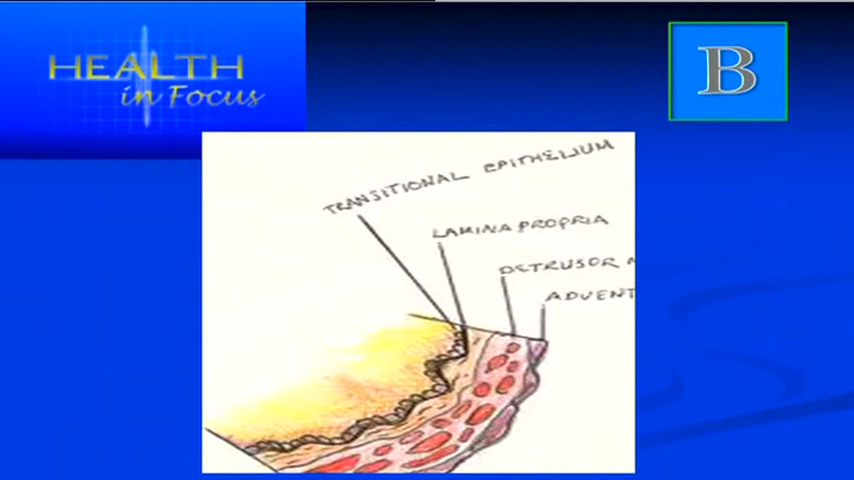 HEALTH
in Focus
B
TRANSITIONAL EPITHELIUM
LAMINA PROPRIA
DETRUSOR M
ADVENT